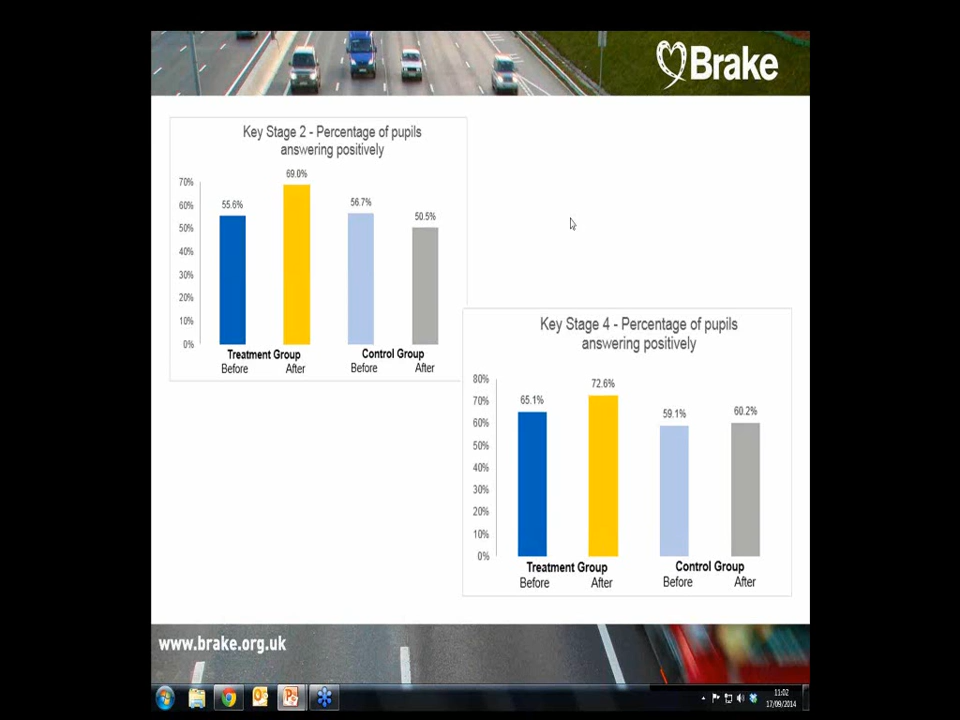 Brake
Key Stage 2 - Percentage of pupils
answering positively
70%
60%
50%
40%
30%
20%
10%
0%
55.6%
69.0%
56.7%
50.5%
Treatment Group
Control Group
Before
After
Before
After
Key Stage 4 - Percentage of pupils
answering positively
80%
70%
60%
50%
40%
30%
20%
10%
0%
65.1%
72.6%
59.1%
60.2%
Treatment Group
Control Group
Before
After
Before
After
www.brake.org.uk
11:02
17/09/2014